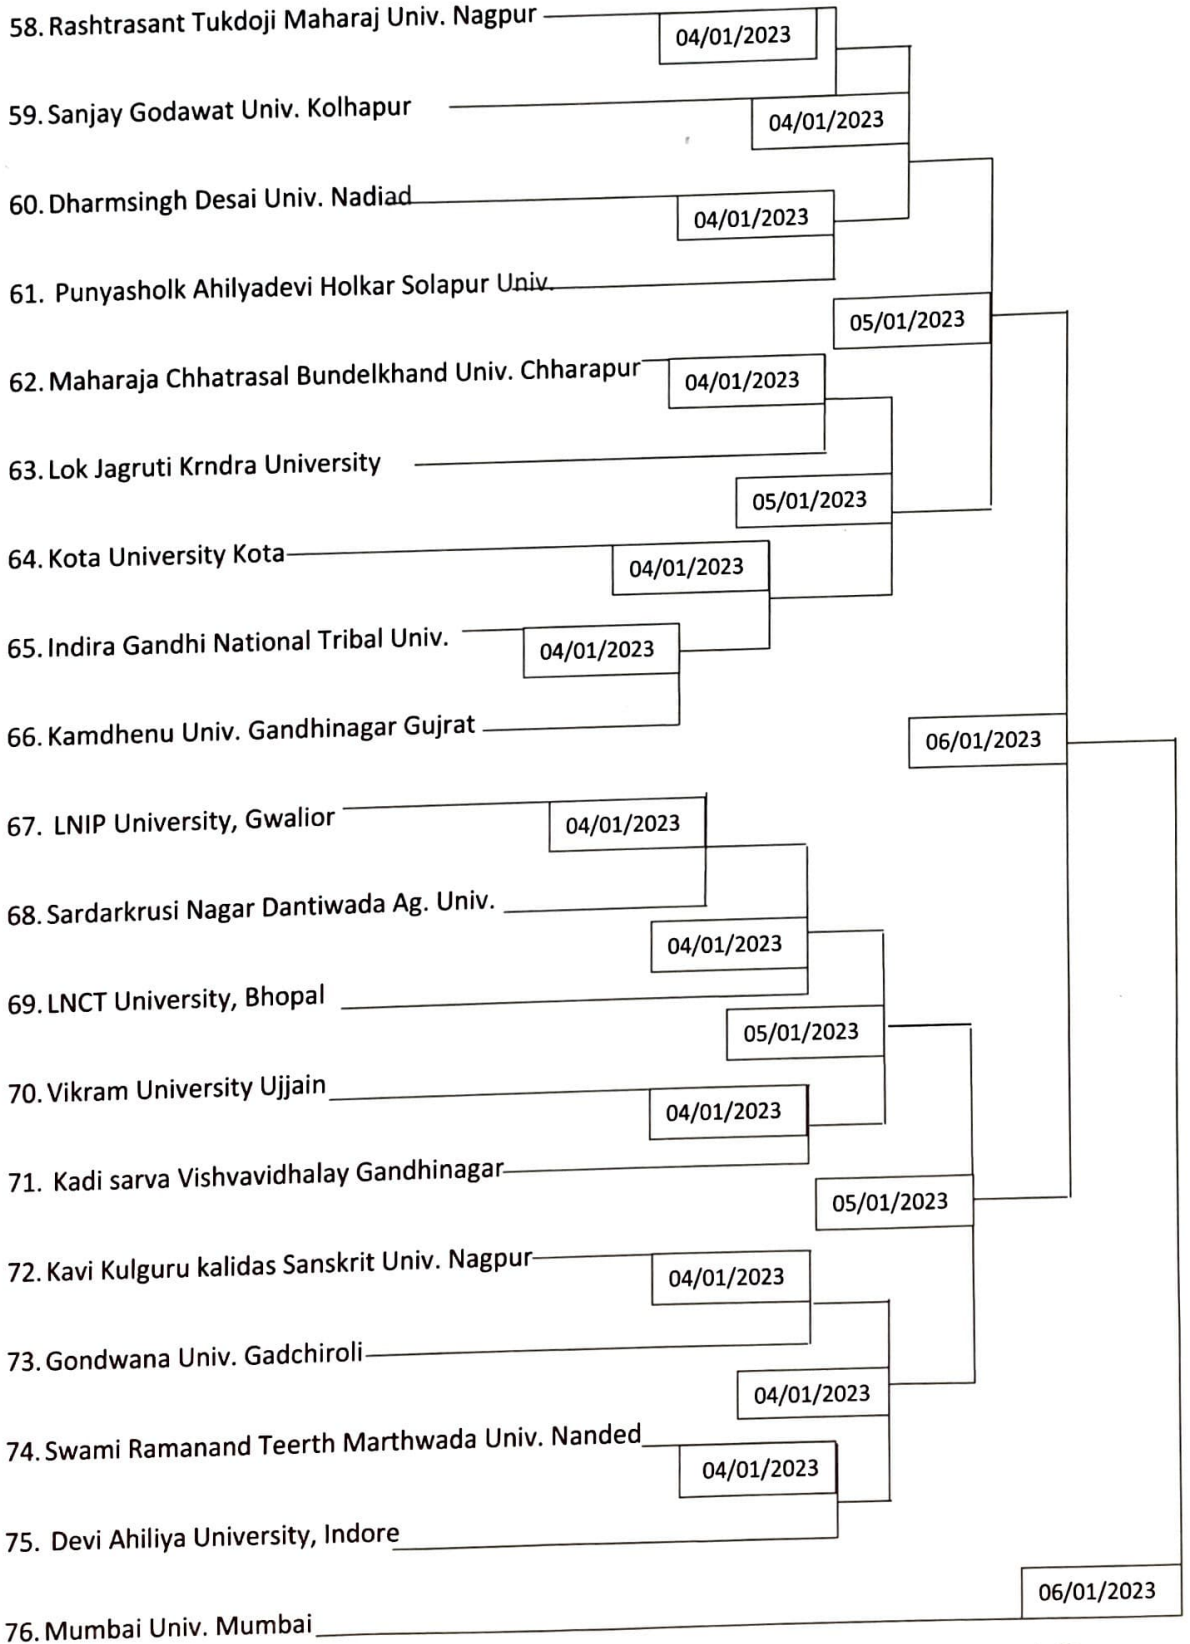 58. Rashtrasant Tukdoji Maharaj Univ. Nagpur
04/01/2023
59. Sanjay Godawat Univ. Kolhapur
04/01/2023
60. Dharmsingh Desai Univ. Nadiad
04/01/2023
61. Punyasholk Ahilyadevi Holkar Solapur Univ.
05/01/2023
62. Maharaja Chhatrasal Bundelkhand Univ. Chharapur
04/01/2023
63. Lok Jagruti Krndra University
05/01/2023
64. Kota University Kota
04/01/2023
65. Indira Gandhi National Tribal Univ.
04/01/2023
66. Kamdhenu Univ. Gandhinagar Gujrat
06/01/2023
67. LNIP University, Gwalior
04/01/2023
68. Sardarkrusi Nagar Dantiwada Ag. Univ.
04/01/2023
69. LNCT University, Bhopal
05/01/2023
70. Vikram University Ujjain
04/01/2023
71. Kadi sarva Vishvavidhalay Gandhinagar
05/01/2023
72. Kavi Kulguru kalidas Sanskrit Univ. Nagpur
04/01/2023
73. Gondwana Univ. Gadchiroli
04/01/2023
74. Swami Ramanand Teerth Marthwada Univ. Nanded
04/01/2023
75. Devi Ahiliya University, Indore
06/01/2023
76. Mumbai Univ. Mumbai